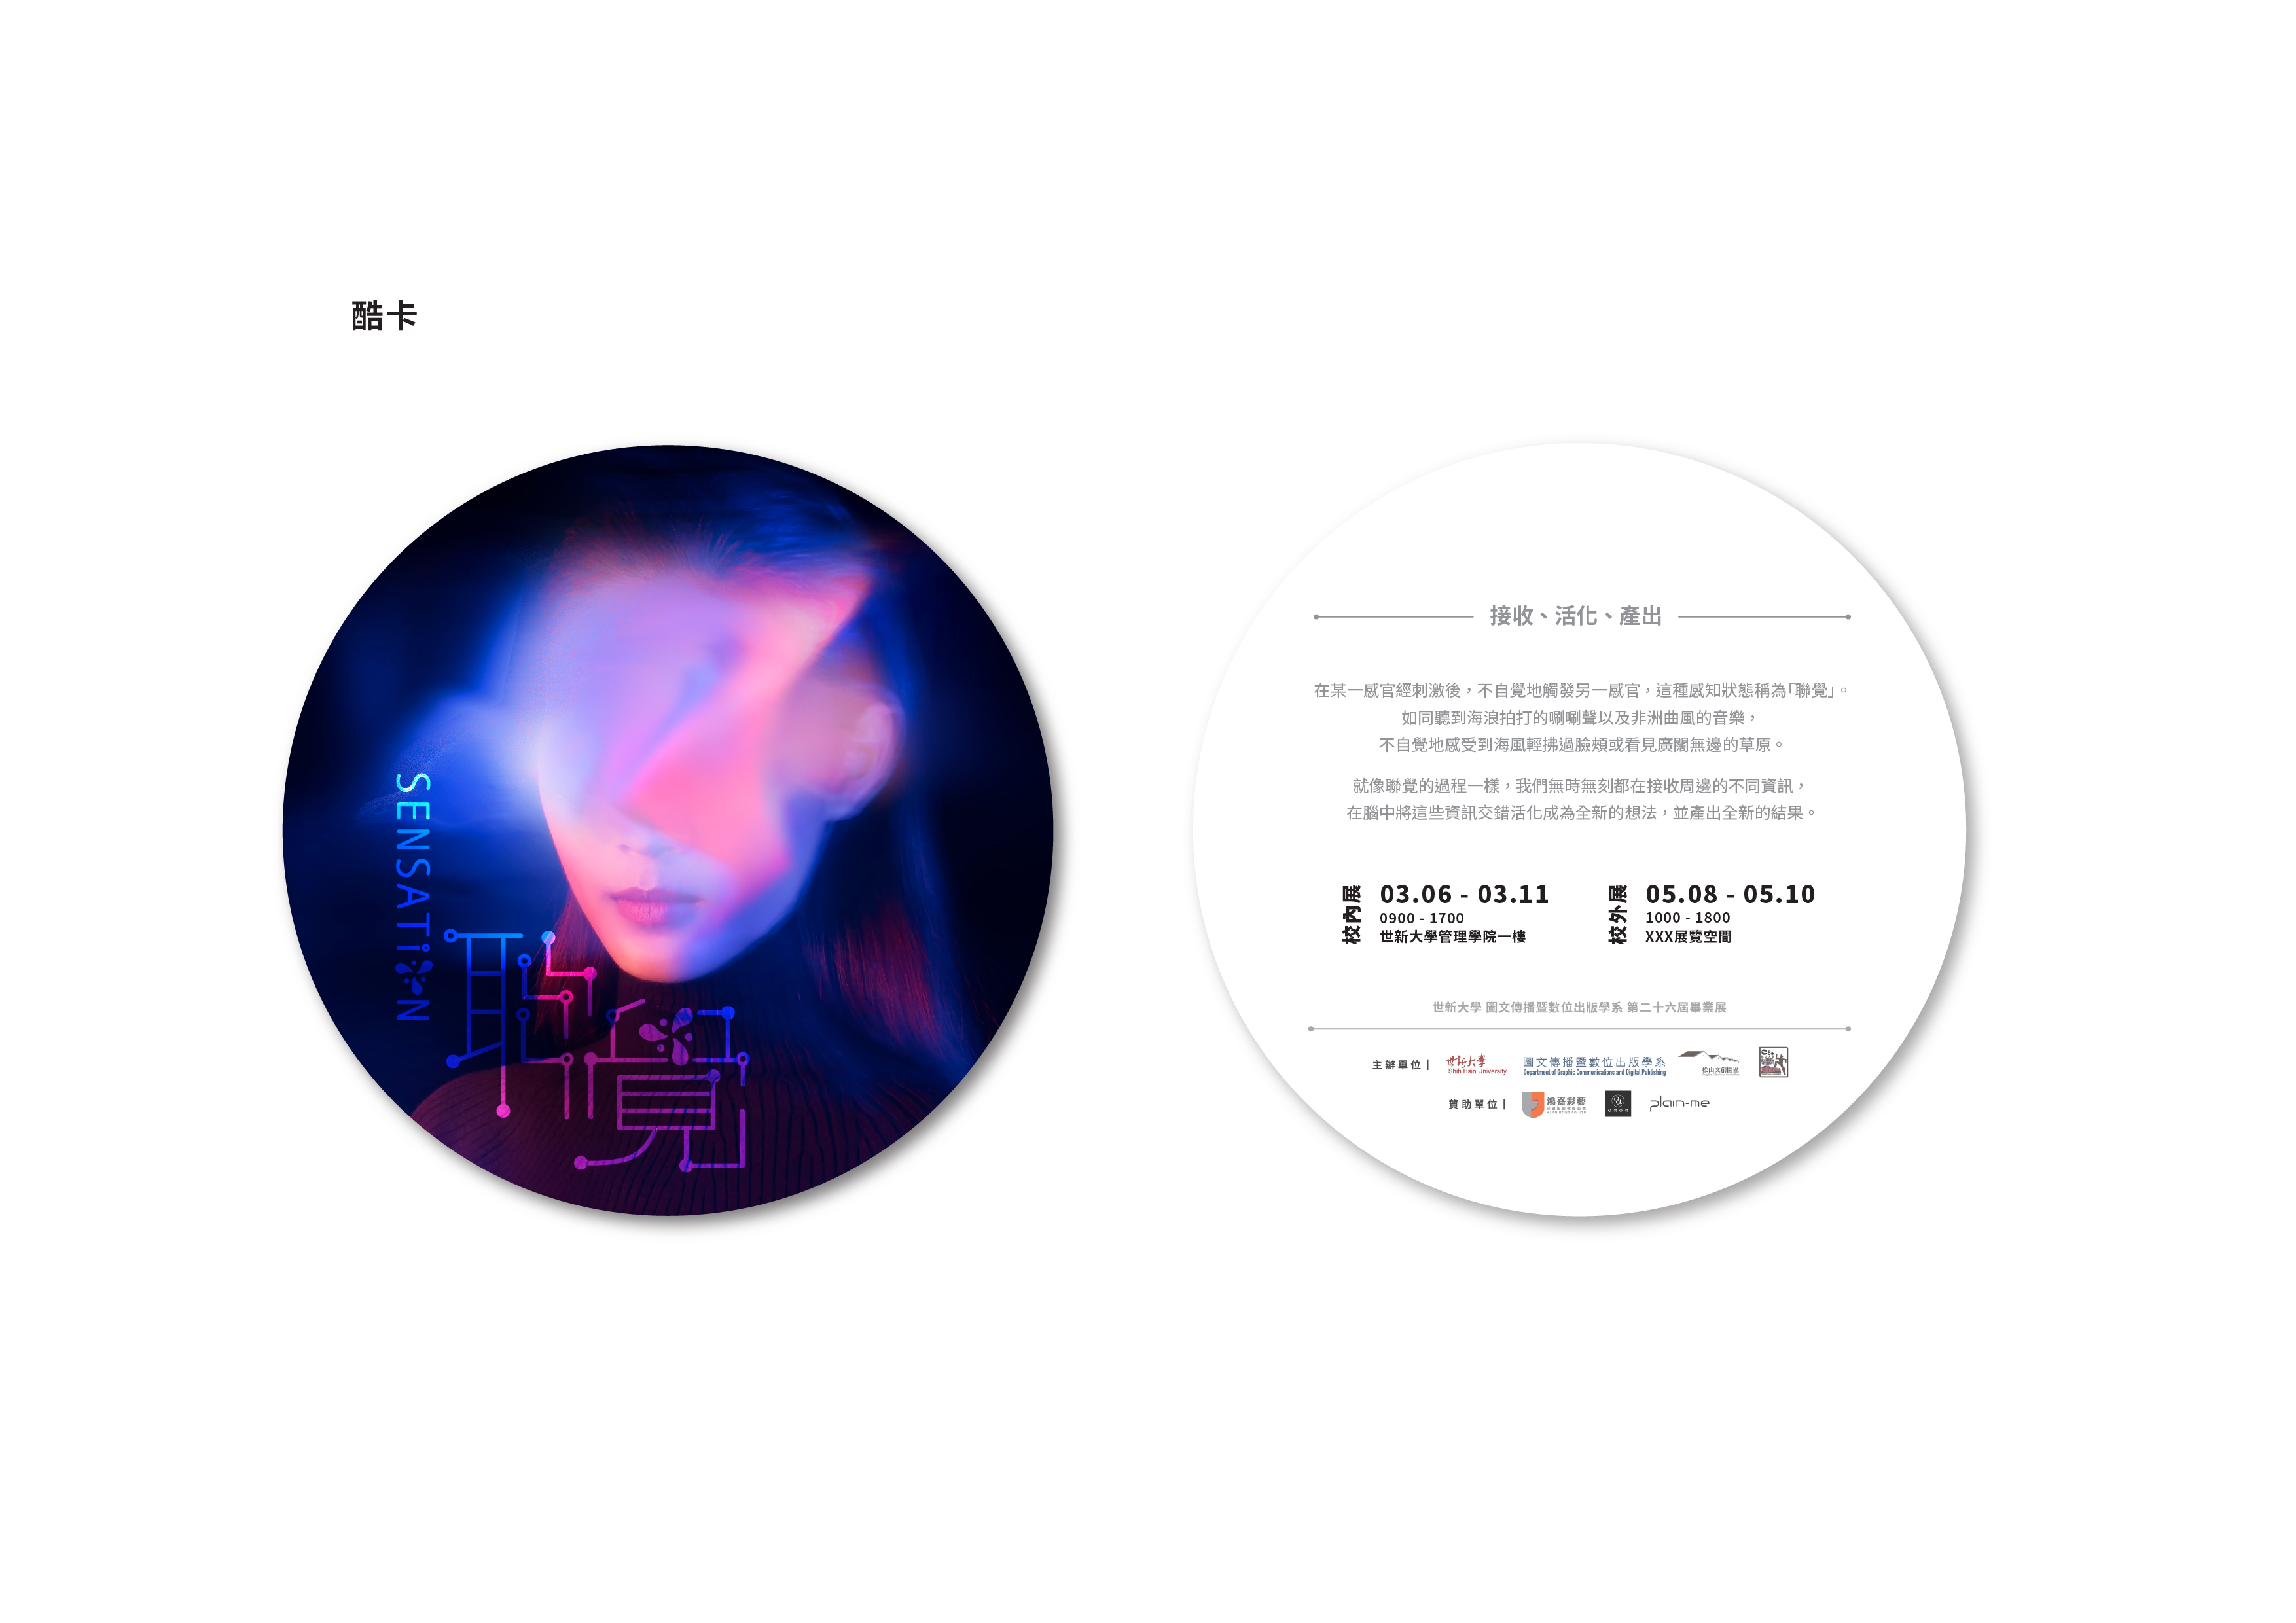 酷卡
SENSATiON
聯覺
接收、活化、產出
在某一感官經刺激後，不自覺地觸發另一感官，這種感知狀態稱為「聯覺」。
如同聽到海浪拍打的唰唰聲以及非洲曲風的音樂，
不自覺地感受到海風輕拂過臉頰或看見廣闊無邊的草原。
就像聯覺的過程一樣，我們無時無刻都在接收周邊的不同資訊，
在腦中將這些資訊交錯活化成為全新的想法，並產出全新的結果。
校內展
03.06 - 03.11
0900 - 1700
世新大學管理學院一樓
校外展
05.08 - 05.10
1000 - 1800
XXX展覽空間
世新大學 圖文傳播暨數位出版學系 第二十六屆畢業展
主辦單位 |
世新大學
Shih Hsin University
圖文傳播暨數位出版學系
Department of Graphic Communications and Digital Publishing
松山文創園區
贊助單位 |
鴻嘉彩藝
plain-me